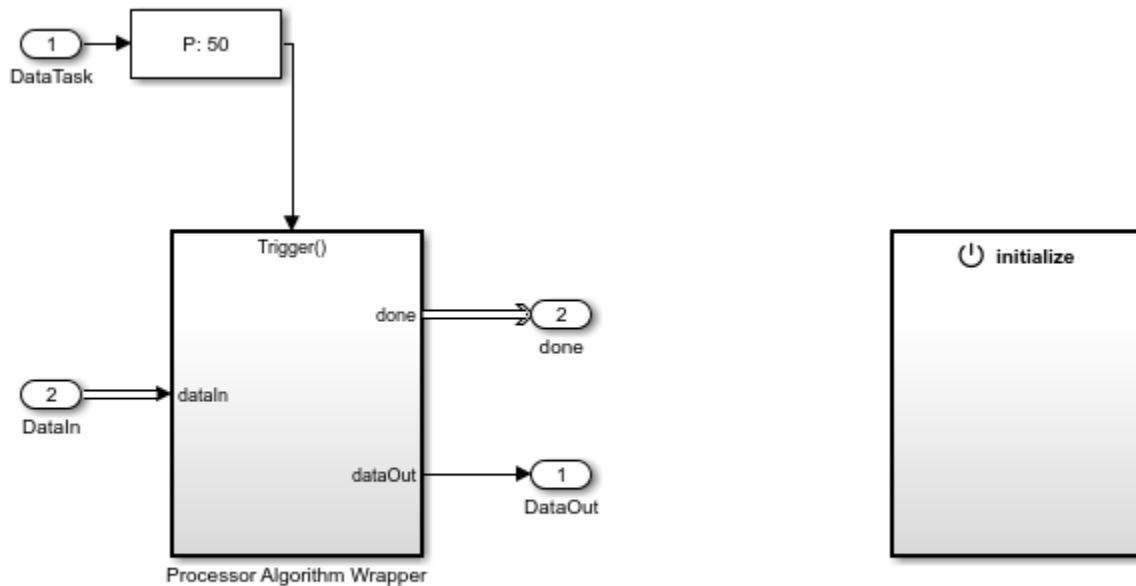 1
P: 50
DataTask
Trigger()
initialize
done
2
done
2
dataIn
DataIn
dataOut
1
DataOut
Processor Algorithm Wrapper